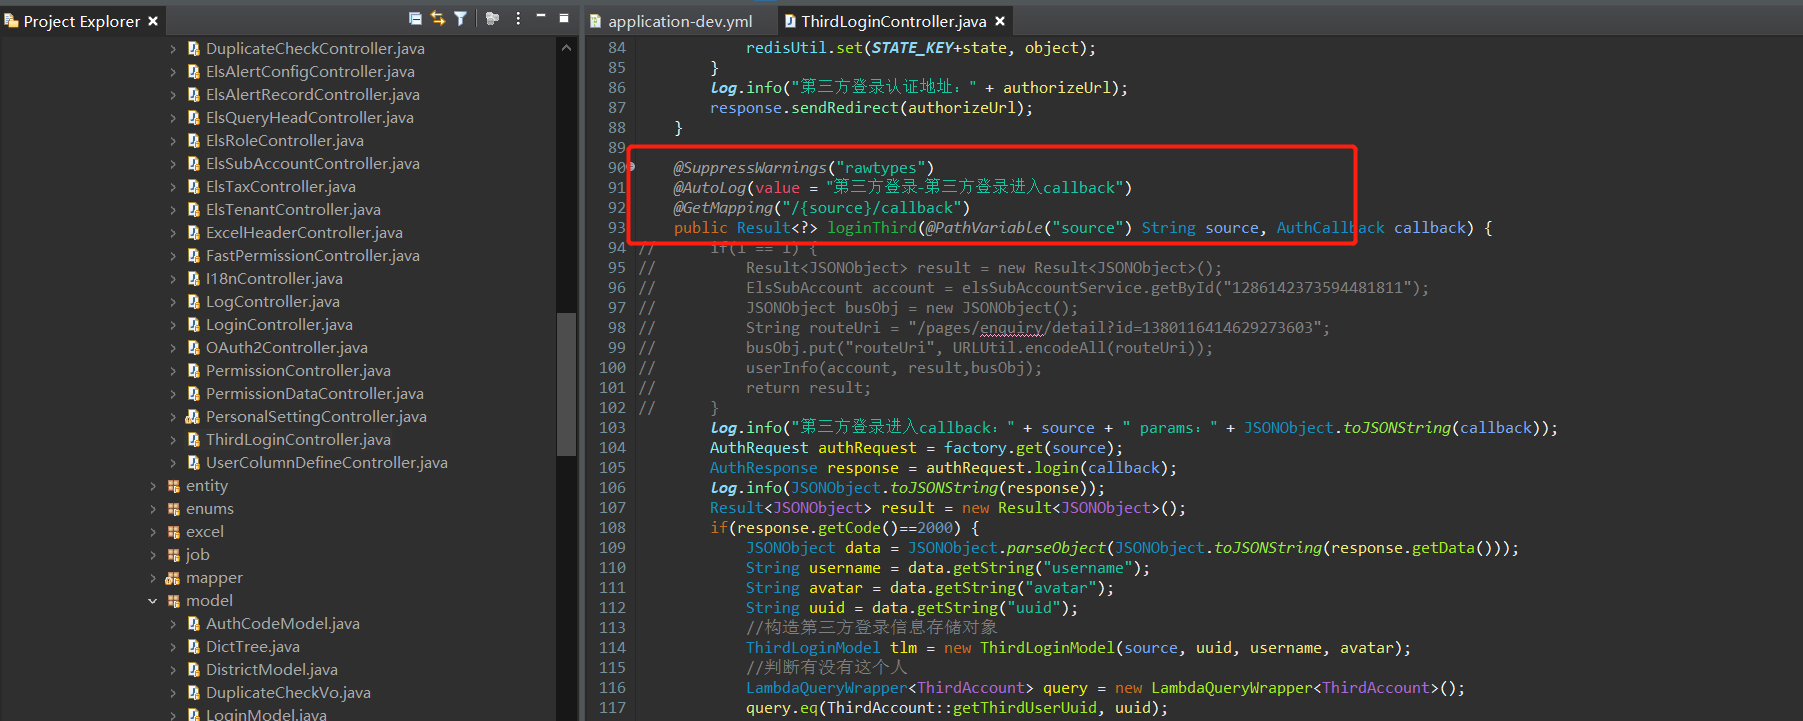 Project Explorer
DuplicateCheckController.java
ElsAlertConfigController.java
ElsAlertRecordController.java
ElsQueryHeadController.java
ElsRoleController.java
ElsSubAccountController.java
ElsTaxController.java
ElsTenantController.java
ExcelHeaderController.java
FastPermissionController.java
I18nController.java
LogController.java
LoginController.java
OAuth2Controller.java
PermissionController.java
PermissionDataController.java
PersonalSettingController.java
ThirdLoginController.java
UserColumnDefineController.java
entity
enums
excel
job
mapper
model
AuthCodeModel.java
DictTree.java
DistrictModel.java
DuplicateCheckVo.java
LoginModel.java
application-dev.yml
ThirdLoginController.java
84 redisUtil.set(STATE_KEY+state, object);
85 }
86 log.info("第三方登录认证地址：" + authorizeUrl);
87 response.sendRedirect(authorizeUrl);
88 }
89
90 @SuppressWarnings("rawtypes")
91 @AutoLog(value = "第三方登录-第三方登录进入callback")
92 @GetMapping("/{source}/callback")
93 public Result<?> loginThird(@PathVariable("source") String source, AuthCallback callback) {
94 // if(1 == 1) {
95 // Result<JSONObject> result = new Result<JSONObject>();
96 // ElsSubAccount account = elsSubAccountService.getById("1286142373594481811");
97 // JSONObject busObj = new JSONObject();
98 // String routeUri = "/pages/enquiry/detail?id=1380116414629273603";
99 // busObj.put("routeUri", URLUtil.encodeAll(routeUri));
100 // userInfo(account, result,busObj);
101 // return result;
102 // }
103 log.info("第三方登录进入callback：" + source + " params：" + JSONObject.toJSONString(callback));
104 AuthRequest authRequest = factory.get(source);
105 AuthResponse response = authRequest.login(callback);
106 log.info(JSONObject.toJSONString(response));
107 Result<JSONObject> result = new Result<JSONObject>();
108 if(response.getCode()==2000) {
109 JSONObject data = JSONObject.parseObject(JSONObject.toJSONString(response.getData()));
110 String username = data.getString("username");
111 String avatar = data.getString("avatar");
112 String uuid = data.getString("uuid");
113 //构造第三方登录信息存储对象
114 ThirdLoginModel tlm = new ThirdLoginModel(source, uuid, username, avatar);
115 //判断有没有这个人
116 LambdaQueryWrapper<ThirdAccount> query = new LambdaQueryWrapper<ThirdAccount>();
117 query.eq(ThirdAccount::getThirdUserUuid, uuid);